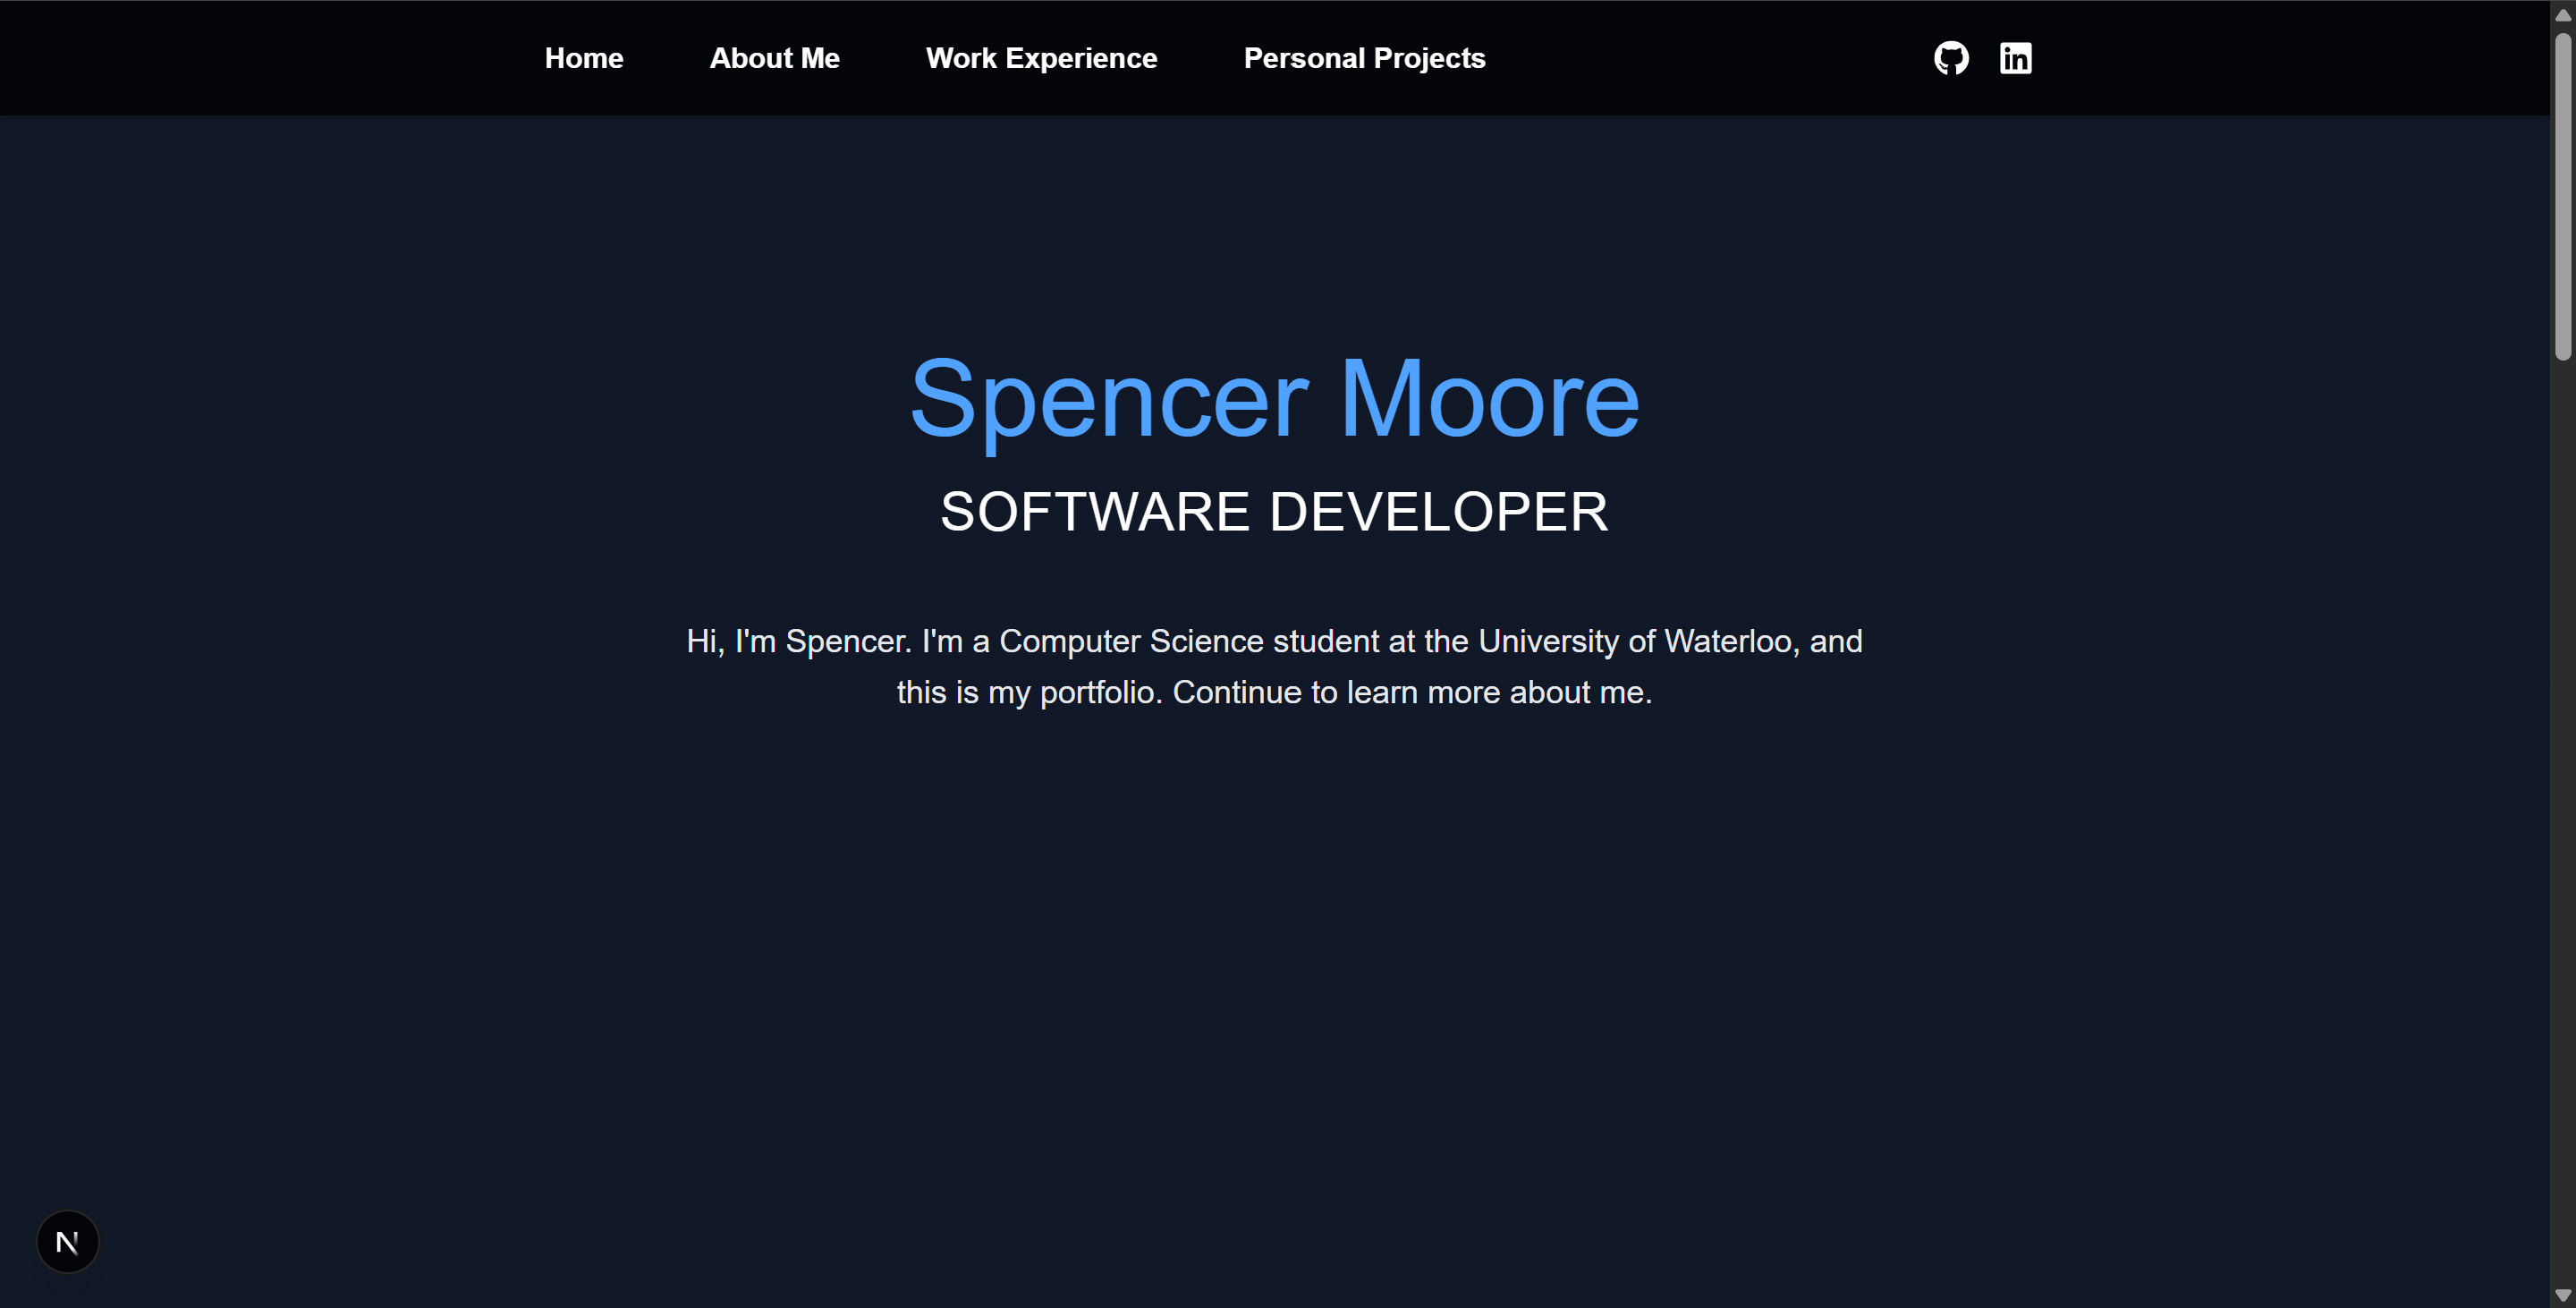 Home About Me Work Experience Personal Projects in
Spencer Moore
SOFTWARE DEVELOPER
Hi, I'm Spencer. I'm a Computer Science student at the University of Waterloo, and
this is my portfolio. Continue to learn more about me.
N